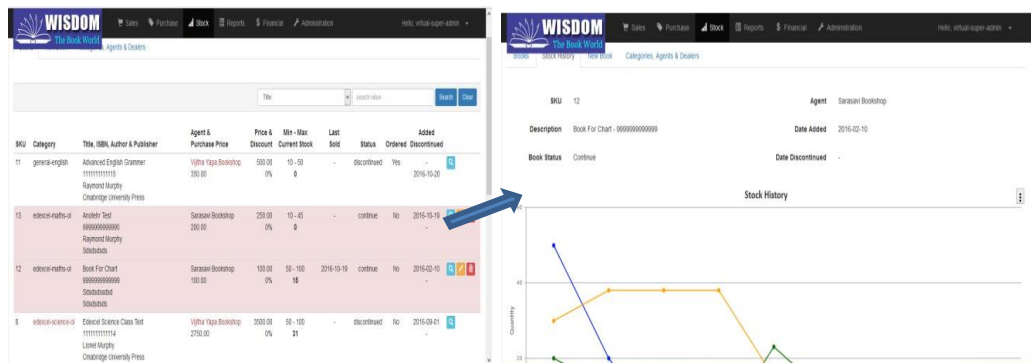 WISDOM
The Book World
Sales Purchase Stock Reports $ Financial Administration Hello, virtual-super-admin
Agents & Dealers
Title search value Search Clear
SKU Category Title, ISBN, Author & Publisher Agent & Purchase Price Price & Discount Min - Max Current Stock Last Sold Status Ordered Added Discontinued
11 general-english Advanced English Grammer Vijitha Yapa Bookshop 500.00 10 - 50 - discontinued Yes -
1111111111115 350.00 0% 0 2016-10-20
Raymond Murphy
Cmabridge University Press
13 edexcel-maths-ol Anotehr Test Sarasavi Bookshop 250.00 10 - 45 - continue No 2016-10-19
9999999999990 200.00 0% 0 -
Raymond Murphy
Sdsdsdsds
12 edexcel-maths-ol Book For Chart Sarasavi Bookshop 100.00 50 - 100 2016-10-19 continue No 2016-02-10
9999999999999 100.00 0% 15 -
Sdsdsdssdsd
Sdsdsdsds
8 edexcel-science-ol Edexcel Science Class Text Vijitha Yapa Bookshop 3500.00 50 - 100 - discontinued No 2016-09-01
1111111111114 2750.00 0% 31 -
Lionel Murphy
Cmabridge University Press
WISDOM
The Book World
Sales Purchase Stock Reports $ Financial Administration Hello, virtual-super-admin
Books Stock History New Book Categories, Agents & Dealers
SKU 12 Agent Sarasavi Bookshop
Description Book For Chart - 9999999999999 Date Added 2016-02-10
Book Status Continue Date Discontinued -
Stock History
40
Quantity
20